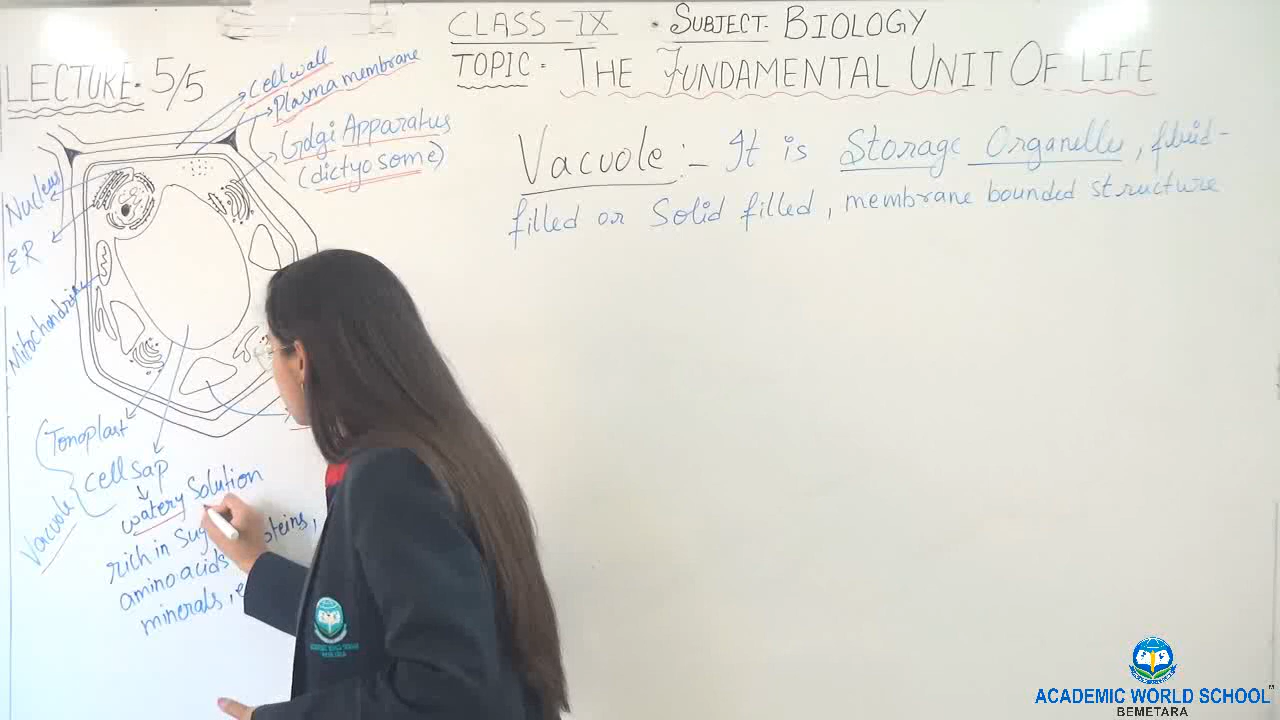 CLASS - IX • SUBJECT. BIOLOGY
LECTURE. 5/5
TOPIC. THE FUNDAMENTAL UNIT OF LIFE
Cell wall
Plasma membrane
Golgi Apparatus
(dictyosome)
Nucleus
ER
Mitochondria
Vacuole :- It is Storage Organelle, fluid-
filled or Solid filled, membrane bounded structure
Tonoplast
cell sap
Vacuole
watery Solution
rich in
amino acids
minerals,
ACADEMIC WORLD SCHOOL
BEMETARA